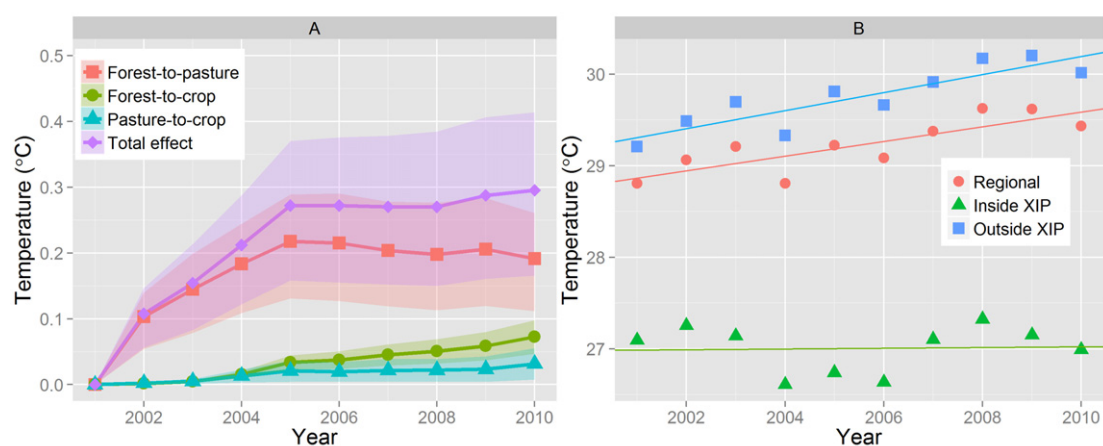 A
Temperature (°C)
0.5
0.4
0.3
0.2
0.1
0.0
Forest-to-pasture
Forest-to-crop
Pasture-to-crop
Total effect
2002
2004
2006
2008
2010
Year
B
Temperature (°C)
30
29
28
27
Regional
Inside XIP
Outside XIP
2002
2004
2006
2008
2010
Year